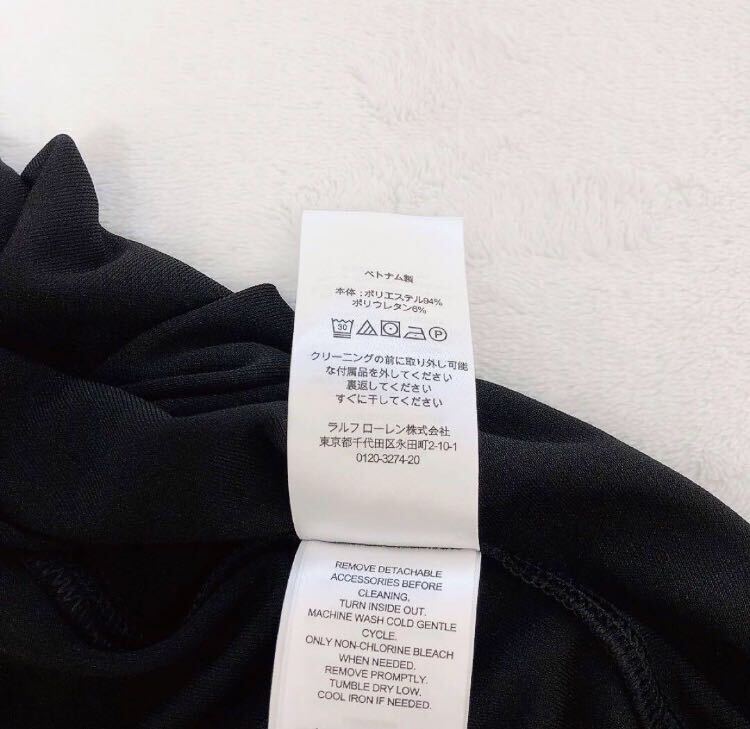 ベトナム製
本体：ポリエステル94%
ポリウレタン6%
30 P
クリーニングの前に取り外し可能
な付属品を外してください
裏返してください
すぐに干してください
ラルフ ローレン株式会社
東京都千代田区永田町2-10-1
0120-3274-20
REMOVE DETACHABLE
ACCESSORIES BEFORE
CLEANING.
TURN INSIDE OUT.
MACHINE WASH COLD GENTLE
CYCLE.
ONLY NON-CHLORINE BLEACH
WHEN NEEDED.
REMOVE PROMPTLY.
TUMBLE DRY LOW.
COOL IRON IF NEEDED.